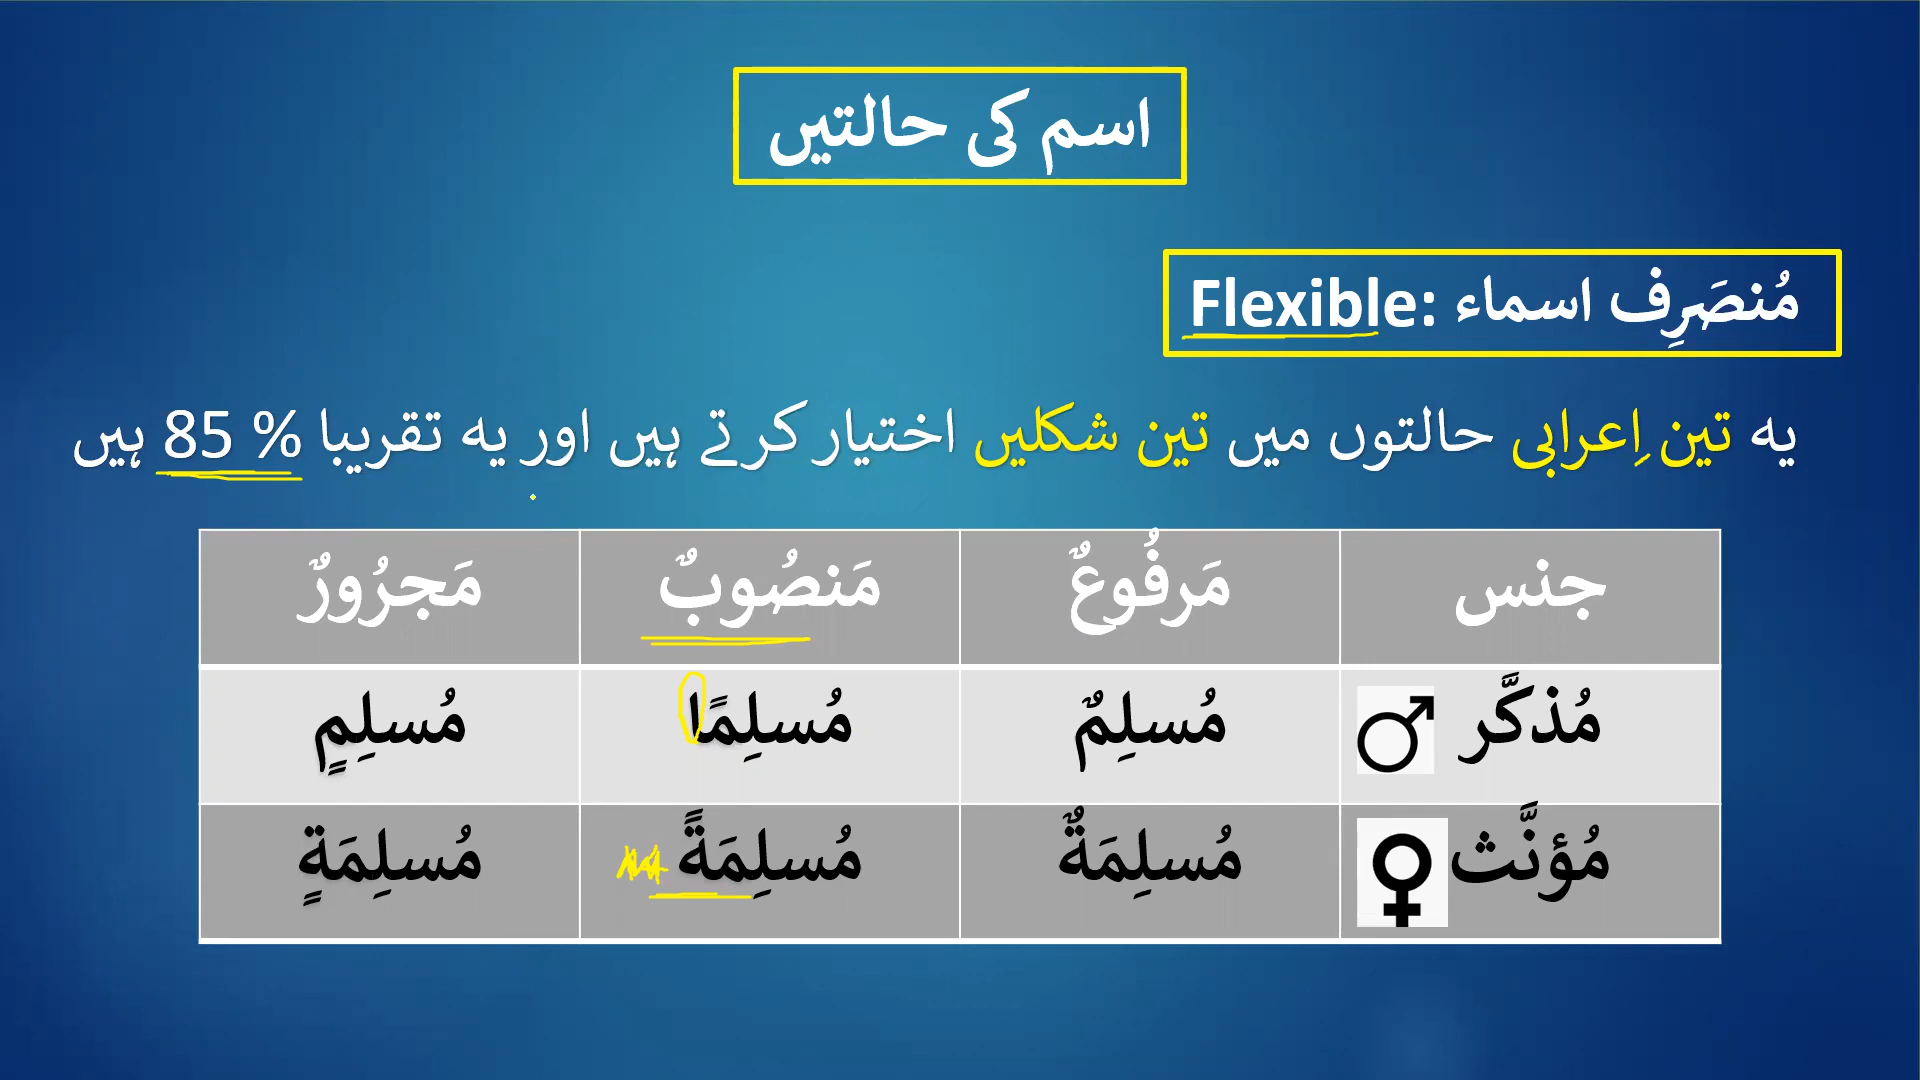 اسم کی حالتیں
مُنصَرِف اسماء :Flexible
یہ تین اِعرابی حالتوں میں تین شکلیں اختیار کرتے ہیں اور یہ تقریبا % 85 ہیں
جنس مَرفُوعٌ مَنصُوبٌ مَجرُورٌ
مُذکَّر مُسلِمٌ مُسلِمًا مُسلِمٍ
مُؤنَّث مُسلِمَةٌ مُسلِمَةً مُسلِمَةٍ